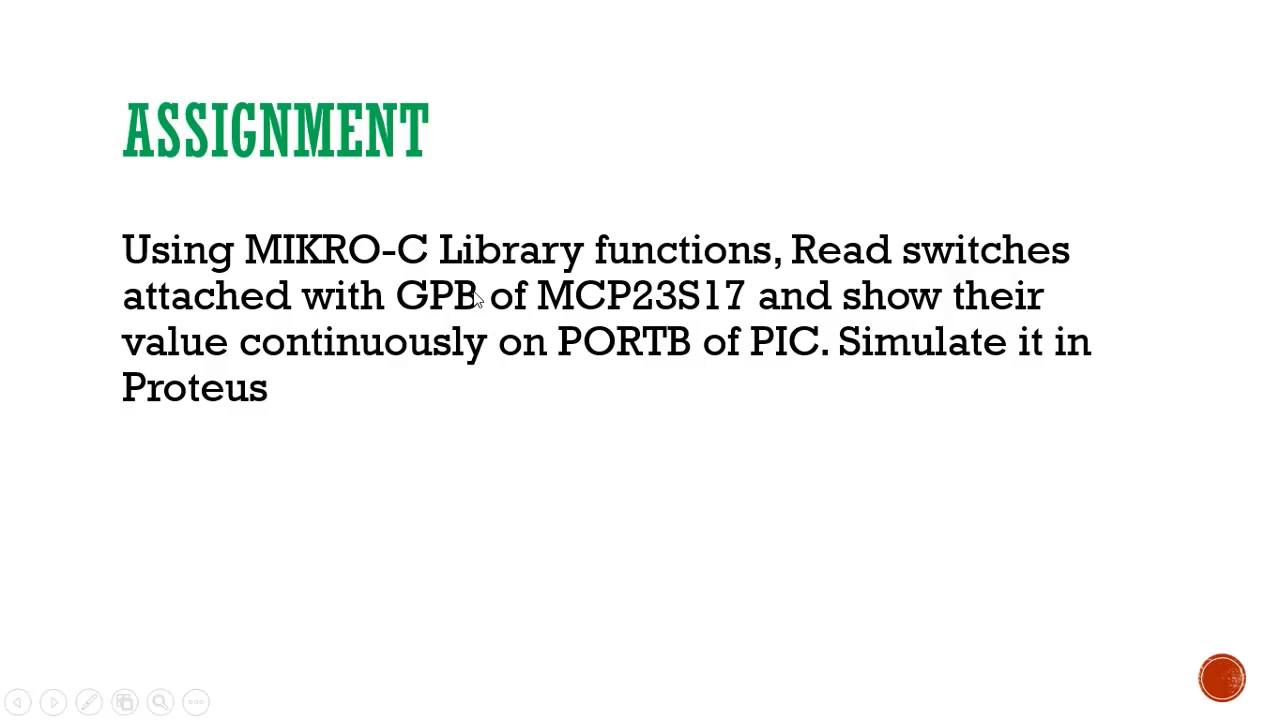 ASSIGNMENT
Using MIKRO-C Library functions, Read switches
attached with GPB of MCP23S17 and show their
value continuously on PORTB of PIC. Simulate it in
Proteus